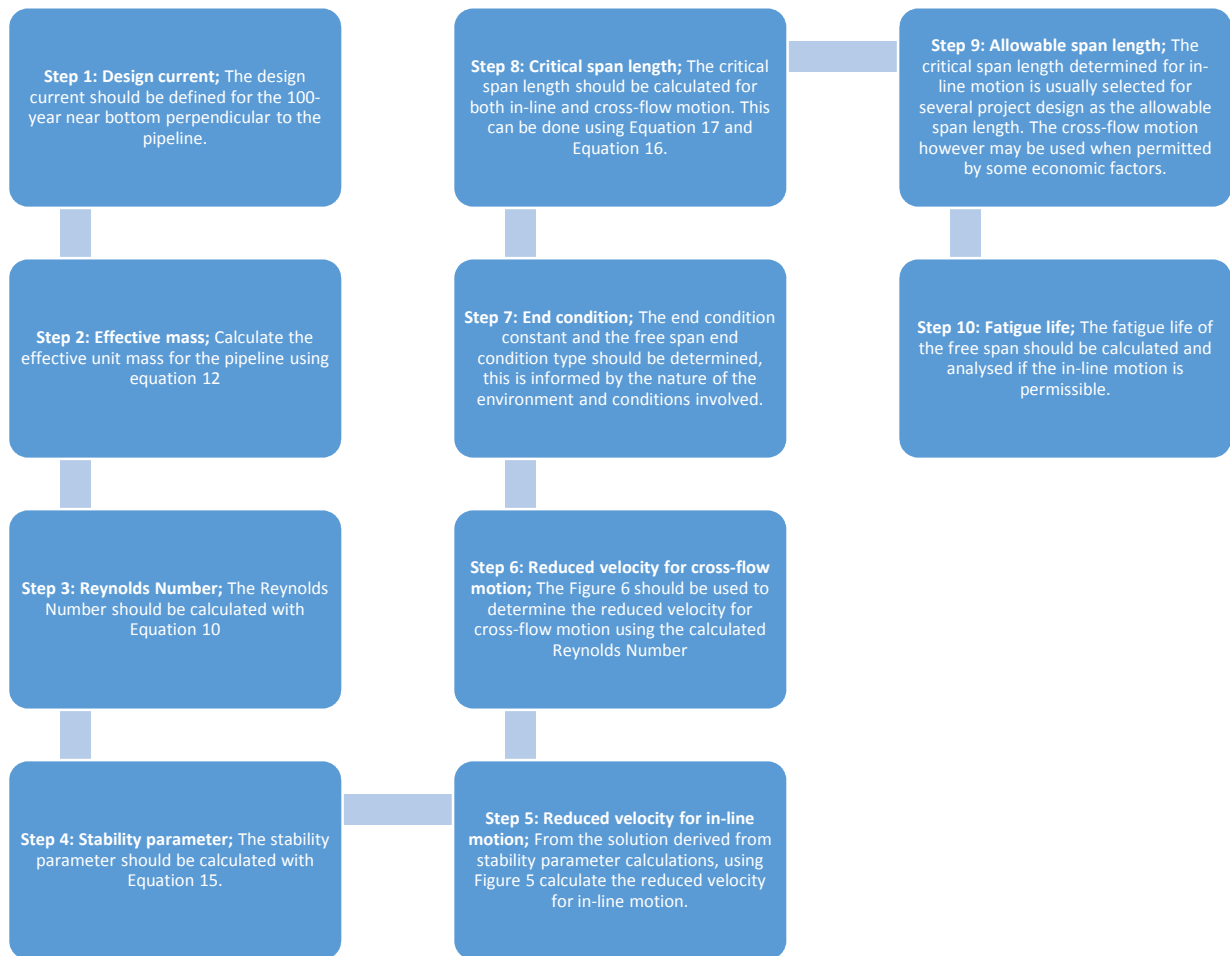 Step 1: Design current; The design
current should be defined for the 100-
year near bottom perpendicular to the
pipeline.
Step 2: Effective mass; Calculate the
effective unit mass for the pipeline using
equation 12
Step 3: Reynolds Number; The Reynolds
Number should be calculated with
Equation 10
Step 4: Stability parameter; The stability
parameter should be calculated with
Equation 15.
Step 5: Reduced velocity for in-line
motion; From the solution derived from
stability parameter calculations, using
Figure 5 calculate the reduced velocity
for in-line motion.
Step 6: Reduced velocity for cross-flow
motion; The Figure 6 should be used to
determine the reduced velocity for
cross-flow motion using the calculated
Reynolds Number
Step 7: End condition; The end condition
constant and the free span end
condition type should be determined,
this is informed by the nature of the
environment and conditions involved.
Step 8: Critical span length; The critical
span length should be calculated for
both in-line and cross-flow motion. This
can be done using Equation 17 and
Equation 16.
Step 9: Allowable span length; The
critical span length determined for in-
line motion is usually selected for
several project design as the allowable
span length. The cross-flow motion
however may be used when permitted
by some economic factors.
Step 10: Fatigue life; The fatigue life of
the free span should be calculated and
analysed if the in-line motion is
permissible.